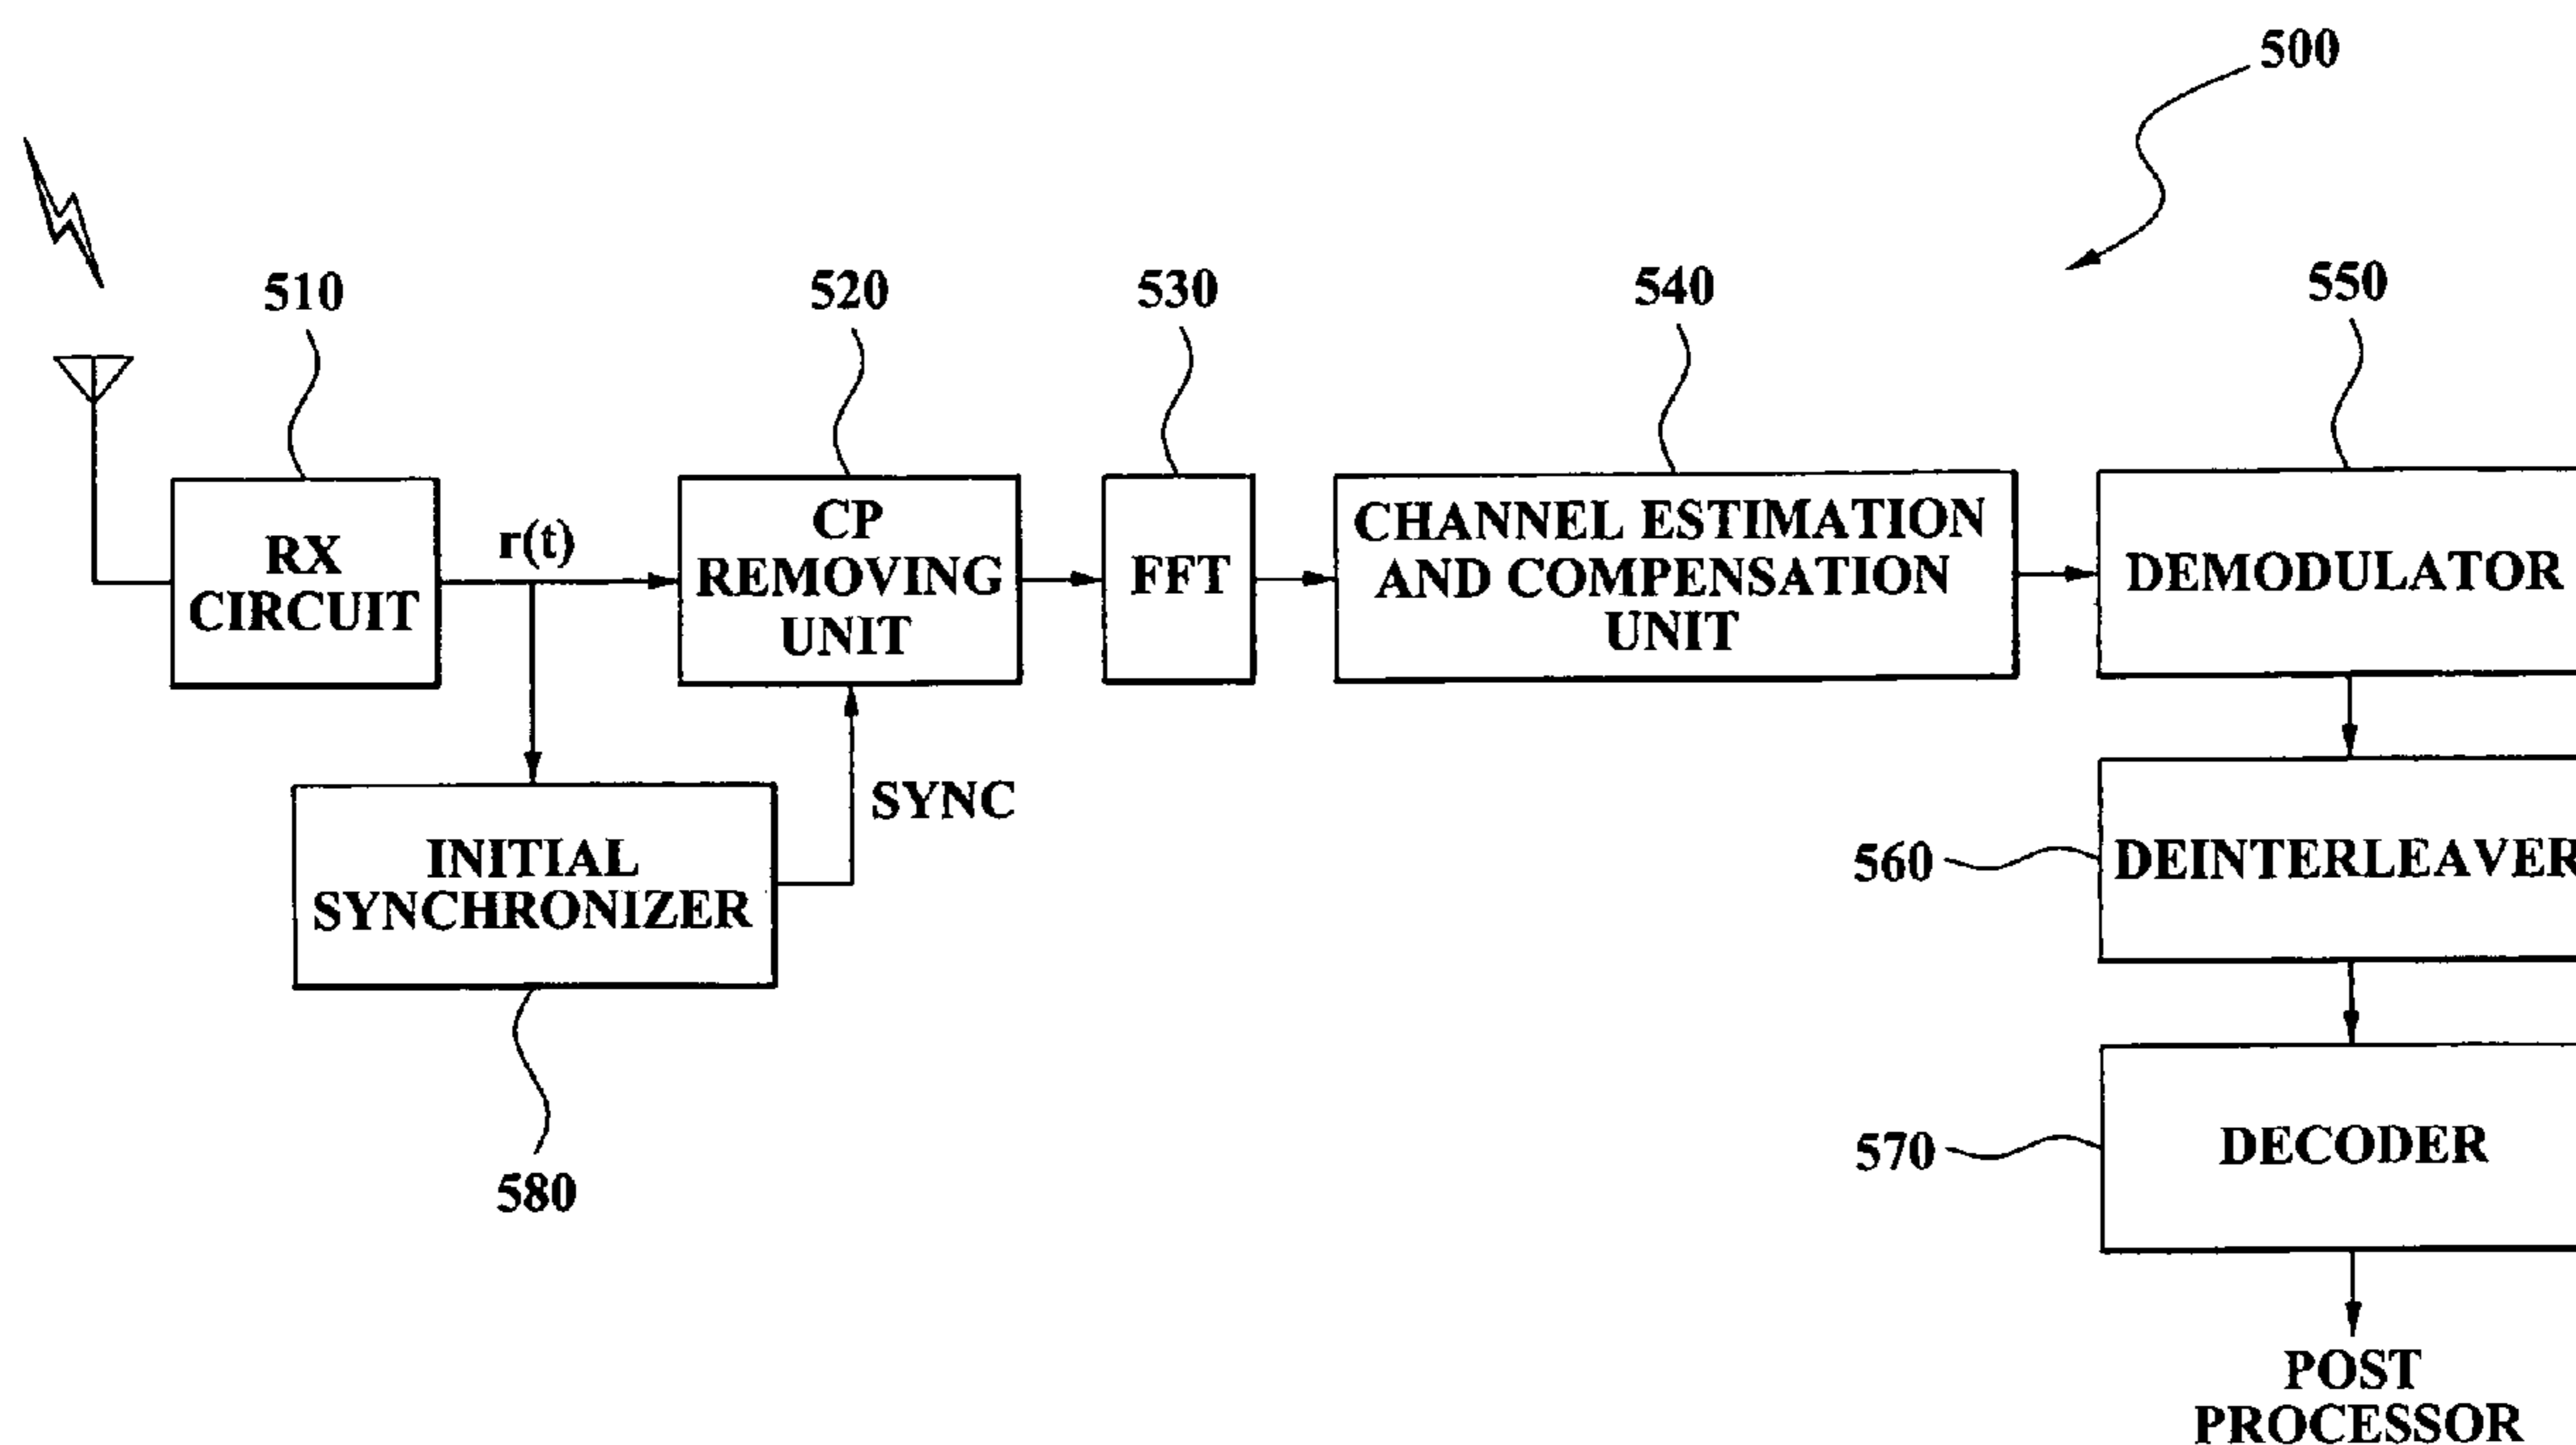 500
510
520
530
540
550
RX
CIRCUIT
r(t)
CP
REMOVING
UNIT
FFT
CHANNEL ESTIMATION
AND COMPENSATION
UNIT
DEMODULATOR
SYNC
INITIAL
SYNCHRONIZER
580
560
DEINTERLEAVER
570
DECODER
POST
PROCESSOR